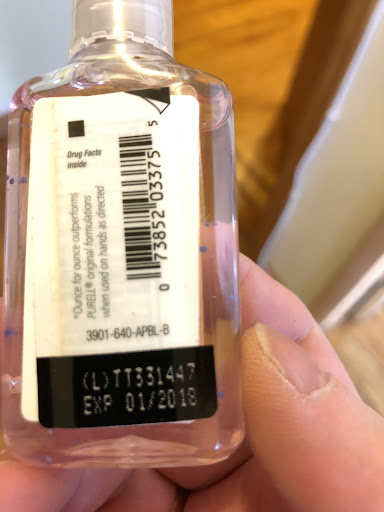 Drug Facts
inside
*Ounce for ounce outperforms
PURELL® original formulations
when used on hands as directed
0 73852 03375 5
3901-640-APBL-B
(L)TT331447
EXP 01/2018